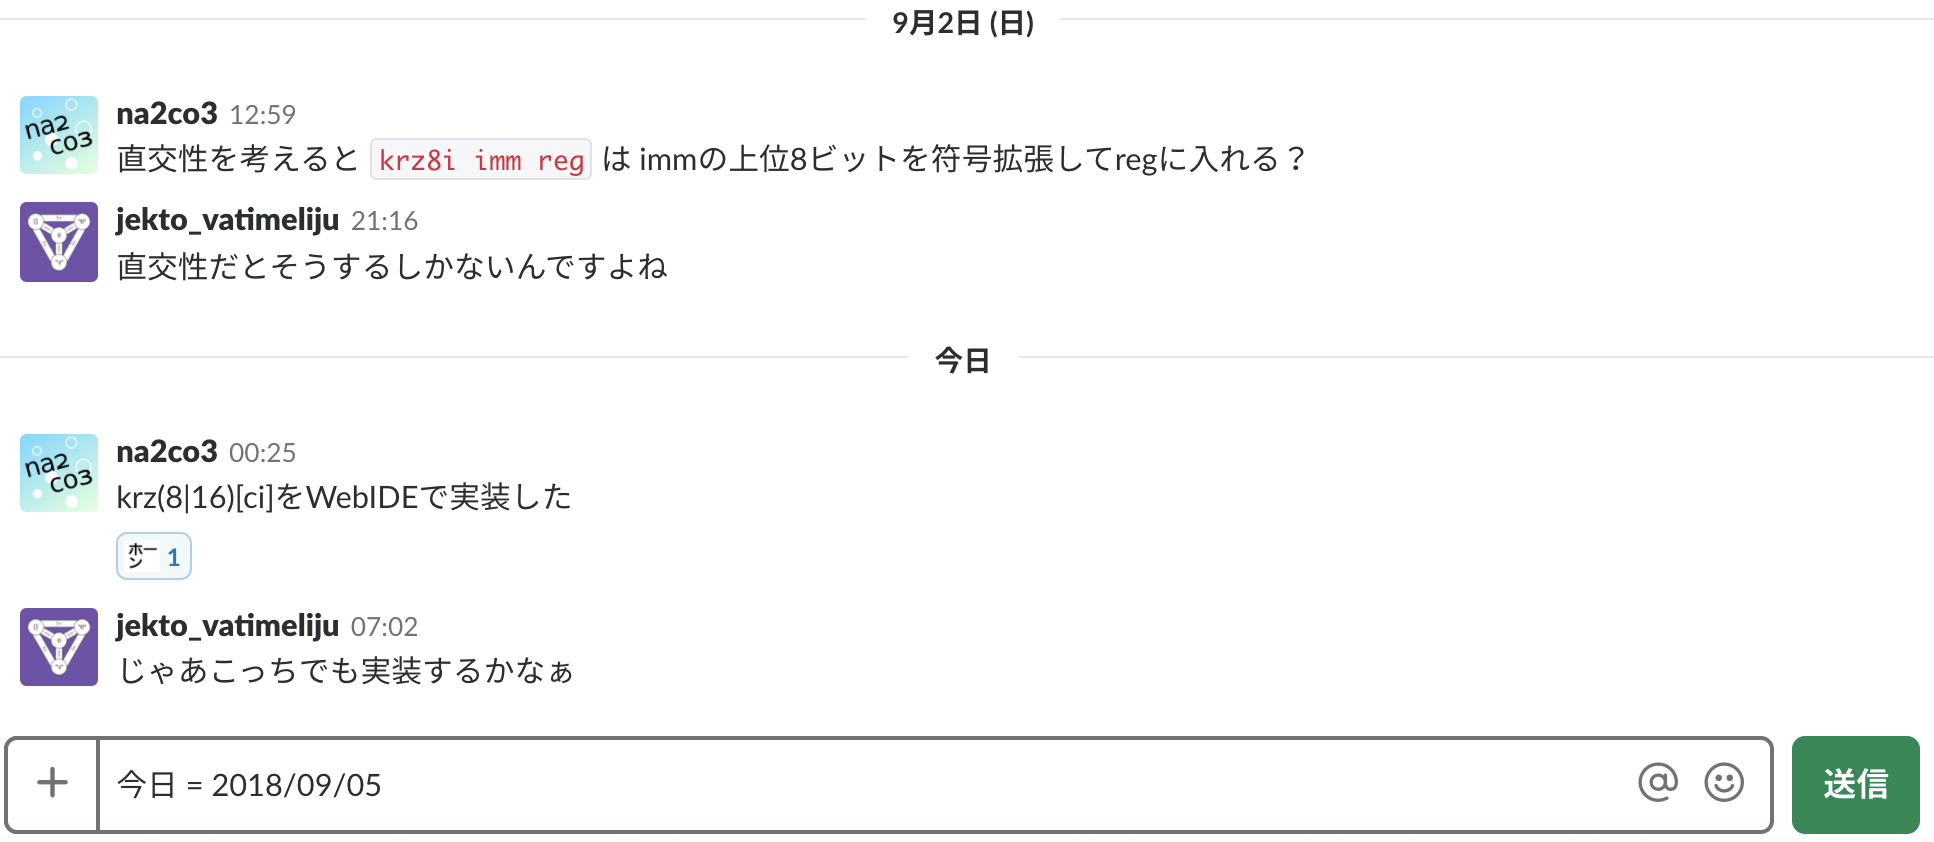 9月2日 (日)
na2co3
na2co3 12:59
直交性を考えると krz8i imm reg は immの上位8ビットを符号拡張してregに入れる？
jekto_vatimeliju 21:16
直交性だとそうするしかないんですよね
今日
na2co3
na2co3 00:25
krz(8|16)[ci]をWebIDEで実装した
ホーン 1
jekto_vatimeliju 07:02
じゃあこっちでも実装するかなぁ
今日 = 2018/09/05
送信